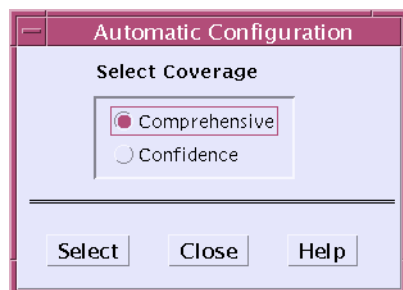 Automatic Configuration
Select Coverage
Comprehensive
Confidence
Select Close Help